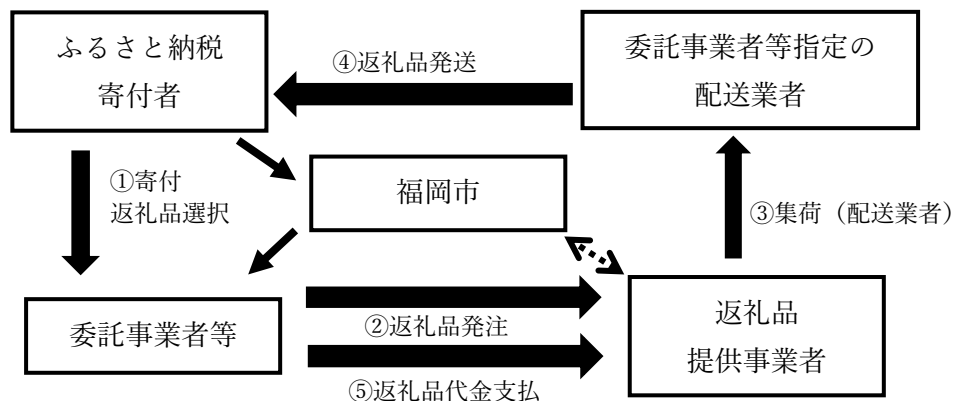 ふるさと納税
寄付者
④返礼品発送
委託事業者等指定の
配送業者
①寄付
返礼品選択
福岡市
③集荷（配送業者）
委託事業者等
②返礼品発注
⑤返礼品代金支払
返礼品
提供事業者